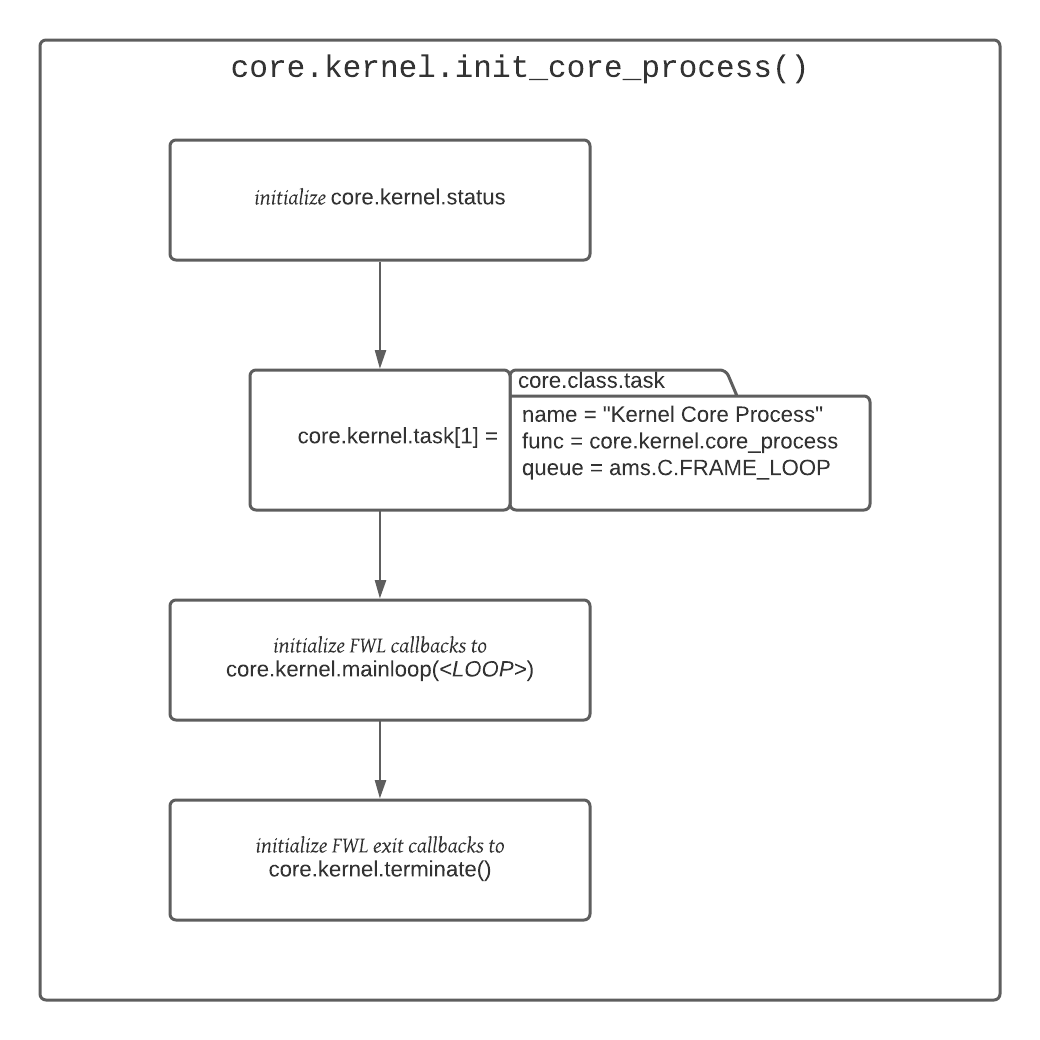 core.kernel.init_core_process()
initialize core.kernel.status
core.kernel.task[1] =
core.class.task
name = "Kernel Core Process"
func = core.kernel.core_process
queue = ams.C.FRAME_LOOP
initialize FWL callbacks to
core.kernel.mainloop(<LOOP>)
initialize FWL exit callbacks to
core.kernel.terminate()